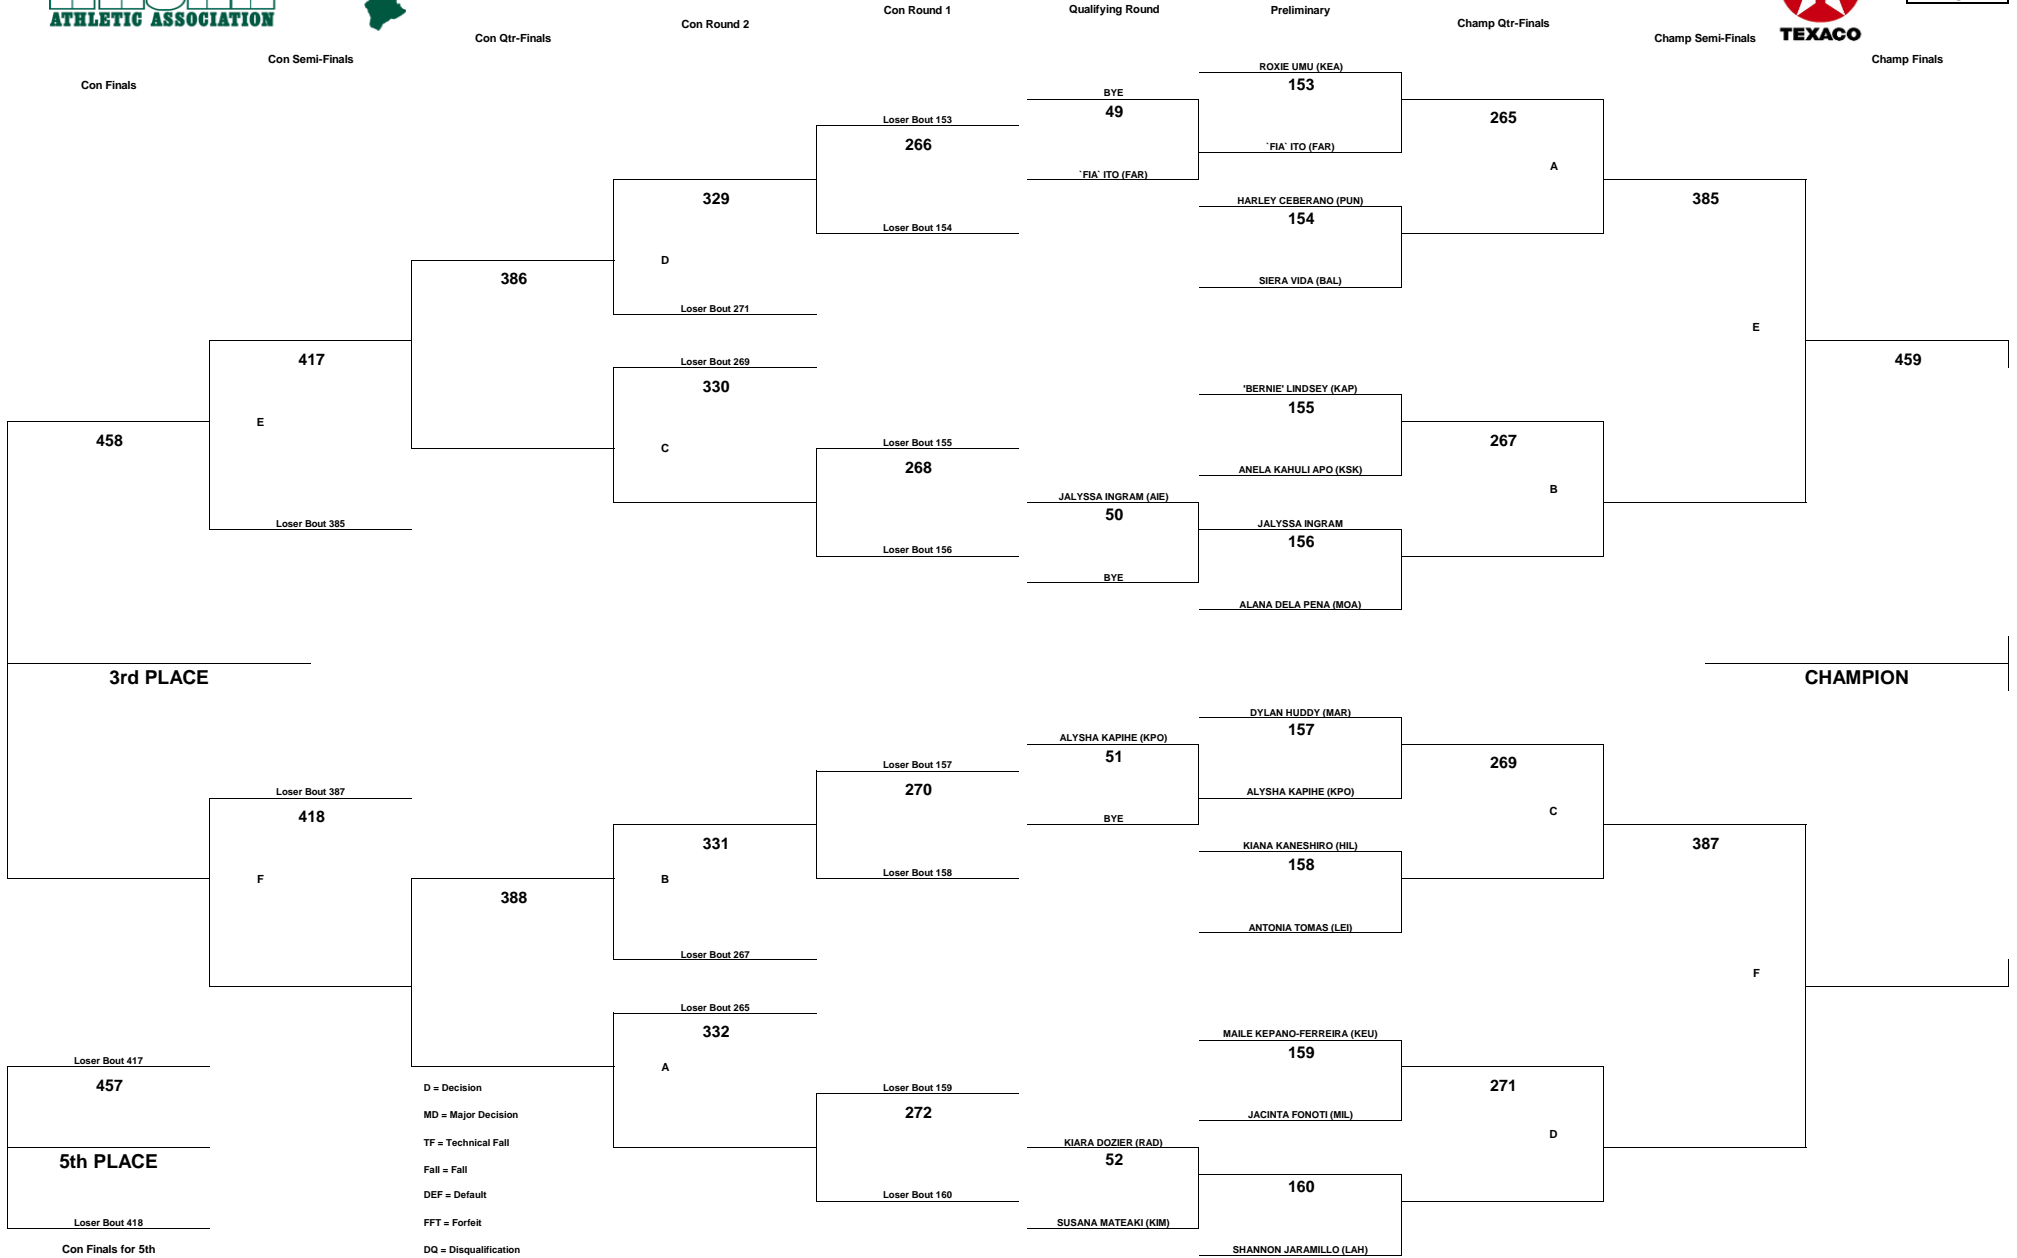 ATHLETIC ASSOCIATION
TEXACO
Con Finals
Con Semi-Finals
Con Qtr-Finals
Con Round 2
Con Round 1
Qualifying Round
Preliminary
Champ Qtr-Finals
Champ Semi-Finals
Champ Finals
ROXIE UMU (KEA)
153
BYE
49
265
Loser Bout 153
266
`FIA` ITO (FAR)
A
`FIA` ITO (FAR)
329
HARLEY CEBERANO (PUN)
385
154
Loser Bout 154
D
386
SIERA VIDA (BAL)
Loser Bout 271
E
417
Loser Bout 269
459
330
'BERNIE' LINDSEY (KAP)
155
E
458
Loser Bout 155
267
C
268
ANELA KAHULI APO (KSK)
B
JALYSSA INGRAM (AIE)
50
Loser Bout 385
JALYSSA INGRAM
156
Loser Bout 156
BYE
ALANA DELA PENA (MOA)
3rd PLACE
CHAMPION
DYLAN HUDDY (MAR)
157
ALYSHA KAPIHE (KPO)
51
Loser Bout 157
269
Loser Bout 387
270
ALYSHA KAPIHE (KPO)
418
C
BYE
331
KIANA KANESHIRO (HIL)
387
158
Loser Bout 158
F
B
388
ANTONIA TOMAS (LEI)
Loser Bout 267
F
Loser Bout 265
332
MAILE KEPANO-FERREIRA (KEU)
159
Loser Bout 417
A
457
D = Decision
Loser Bout 159
271
MD = Major Decision
272
JACINTA FONOTI (MIL)
D
TF = Technical Fall
KIARA DOZIER (RAD)
5th PLACE
52
Fall = Fall
160
DEF = Default
Loser Bout 160
Loser Bout 418
FFT = Forfeit
SUSANA MATEAKI (KIM)
Con Finals for 5th
DQ = Disqualification
SHANNON JARAMILLO (LAH)